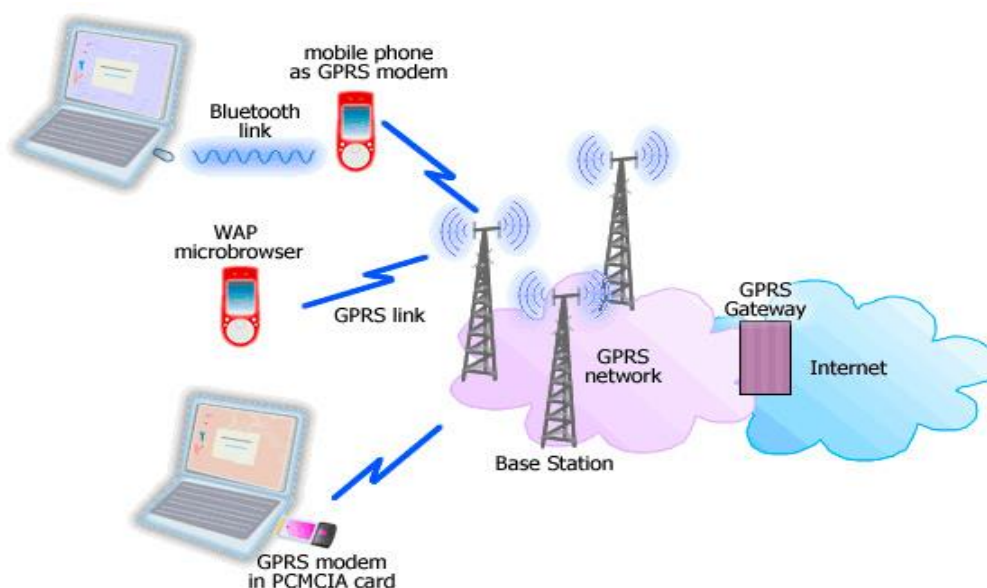 mobile phone
as GPRS modem
Bluetooth
link
WAP
microbrowser
GPRS link
GPRS
Gateway
GPRS
network
Internet
Base Station
GPRS modem
in PCMCIA card